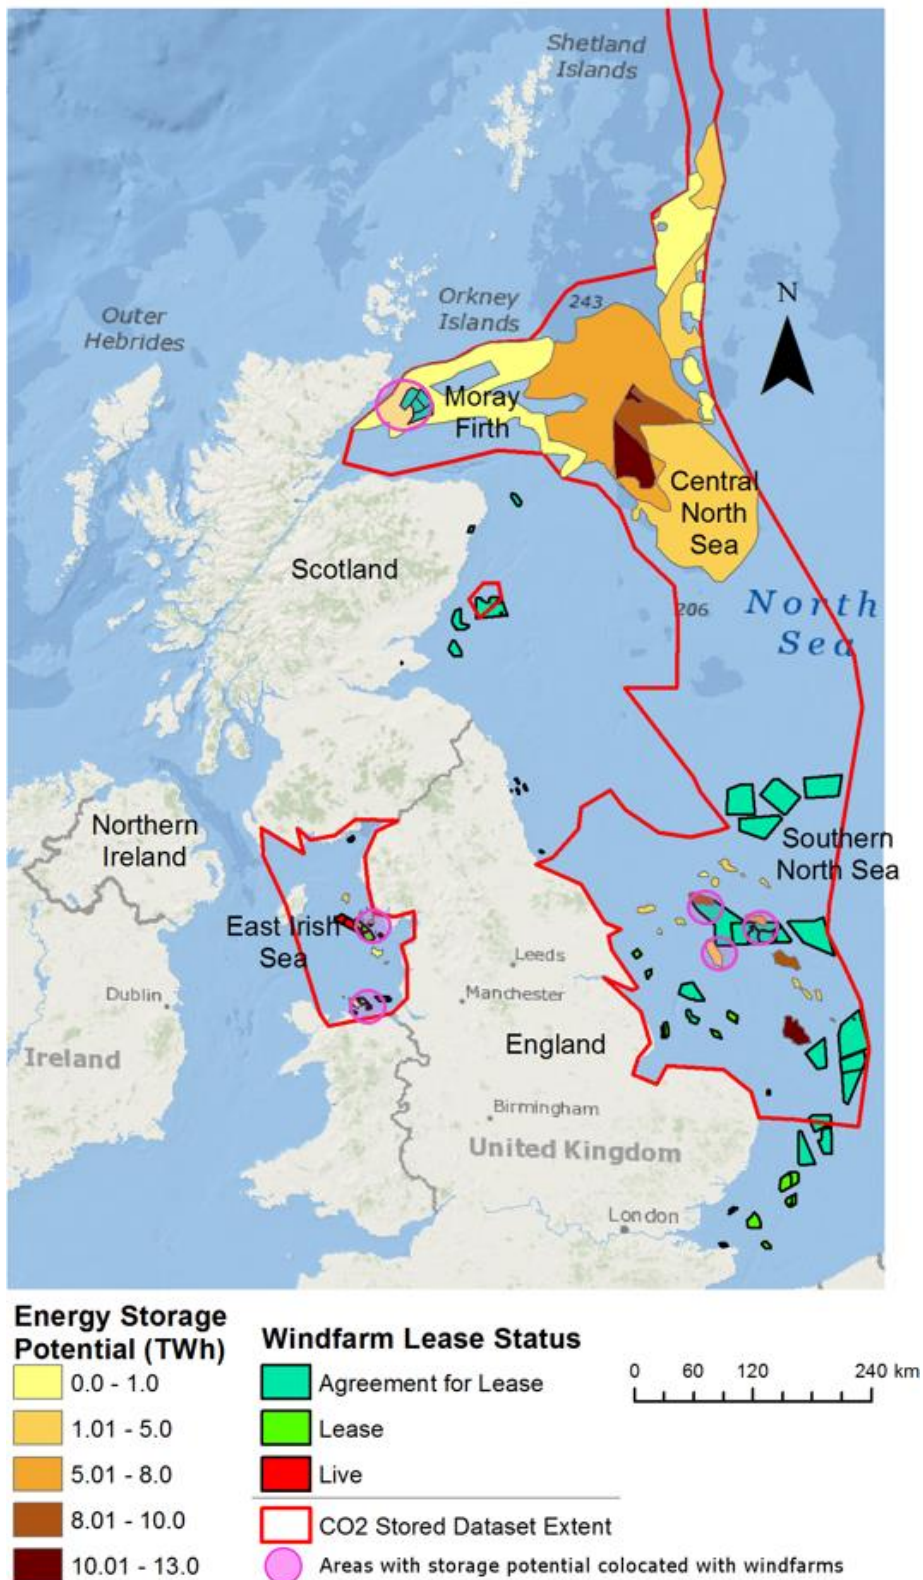 Shetland
Islands
Orkney
Islands
243
N
Outer
Hebrides
Moray
Firth
Central
North
Sea
Scotland
206
North
Sea
Northern
Ireland
Southern
North Sea
East Irish
Sea
Leeds
Dublin
Manchester
Ireland
England
Birmingham
United Kingdom
London
Energy Storage
Potential (TWh)
0.0 - 1.0
1.01 - 5.0
5.01 - 8.0
8.01 - 10.0
10.01 - 13.0
Windfarm Lease Status
Agreement for Lease
Lease
Live
CO2 Stored Dataset Extent
Areas with storage potential colocated with windfarms
0 60 120 240 km